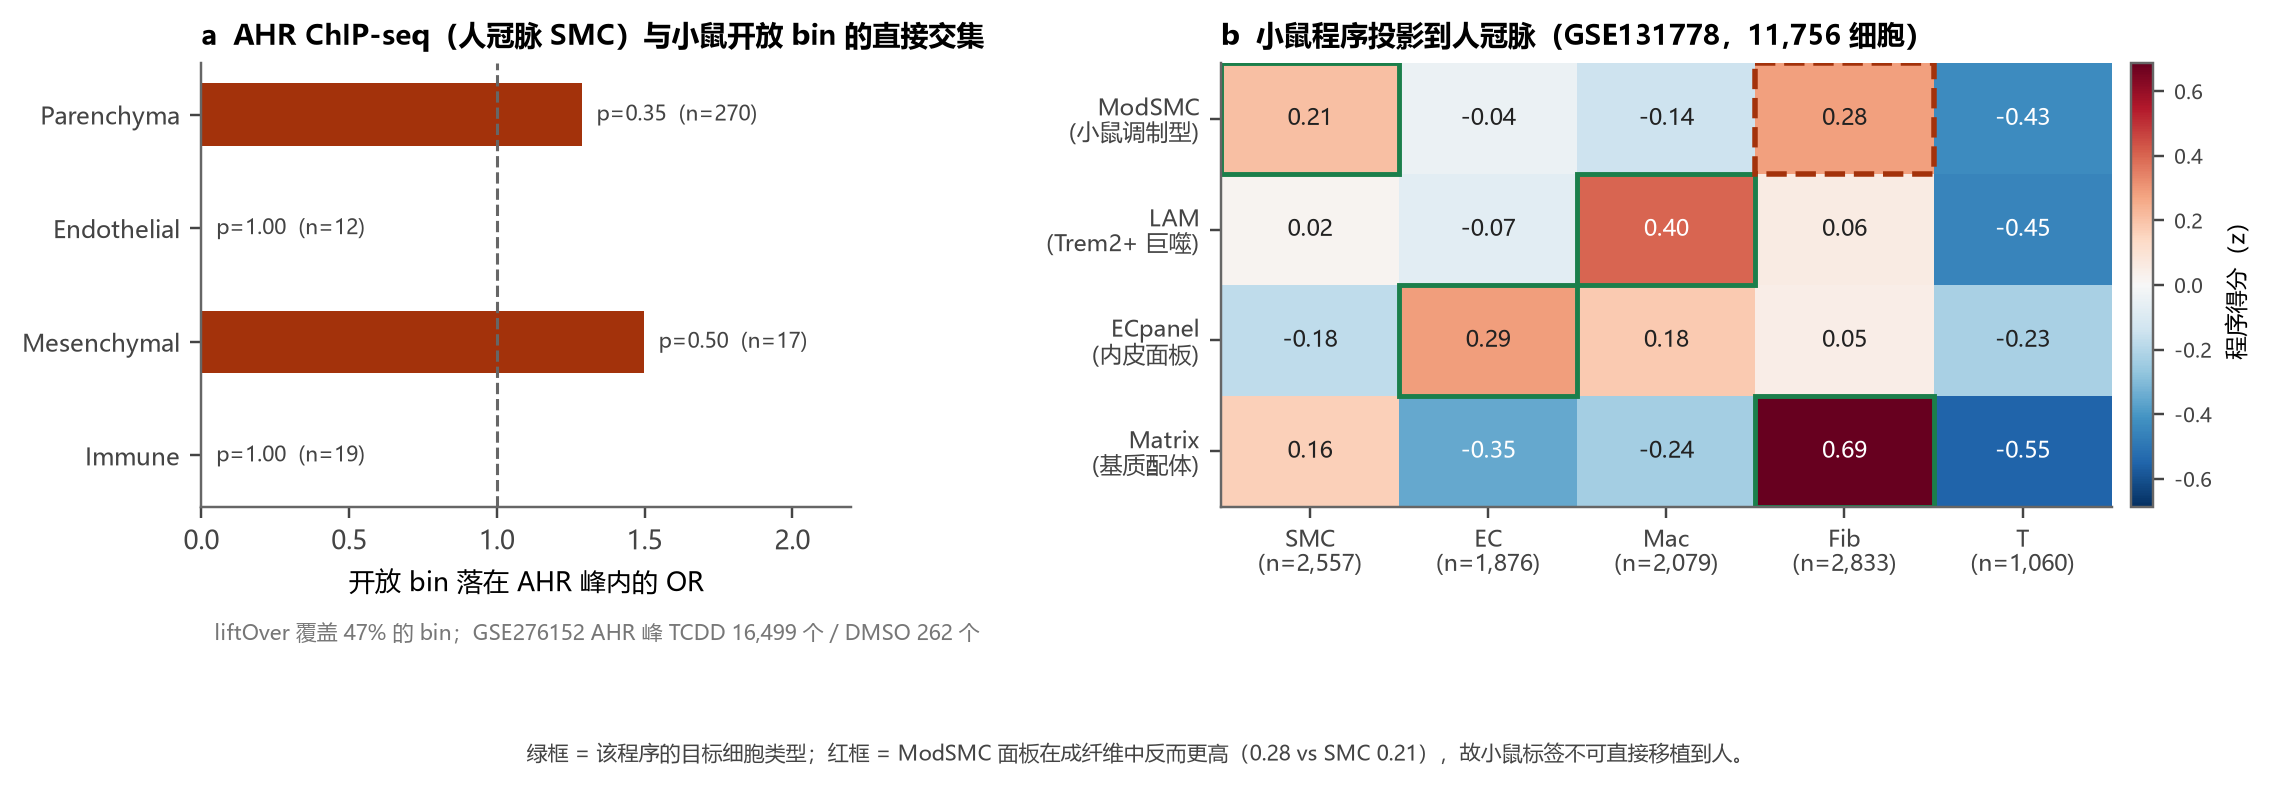 a AHR ChIP-seq（人冠脉 SMC）与小鼠开放 bin 的直接交集
Parenchyma
p=0.35 (n=270)
Endothelial
p=1.00 (n=12)
Mesenchymal
p=0.50 (n=17)
Immune
p=1.00 (n=19)
0.0 0.5 1.0 1.5 2.0
开放 bin 落在 AHR 峰内的 OR
liftOver 覆盖 47% 的 bin；GSE276152 AHR 峰 TCDD 16,499 个 / DMSO 262 个
b 小鼠程序投影到人冠脉（GSE131778，11,756 细胞）
ModSMC
(小鼠调制型)
0.21 -0.04 -0.14 0.28 -0.43
LAM
(Trem2+ 巨噬)
0.02 -0.07 0.40 0.06 -0.45
ECpanel
(内皮面板)
-0.18 0.29 0.18 0.05 -0.23
Matrix
(基质配体)
0.16 -0.35 -0.24 0.69 -0.55
SMC EC Mac Fib T
(n=2,557) (n=1,876) (n=2,079) (n=2,833) (n=1,060)
0.6
0.4
0.2
0.0
-0.2
-0.4
-0.6
程序得分（z）
绿框 = 该程序的目标细胞类型；红框 = ModSMC 面板在成纤维中反而更高（0.28 vs SMC 0.21），故小鼠标签不可直接移植到人。